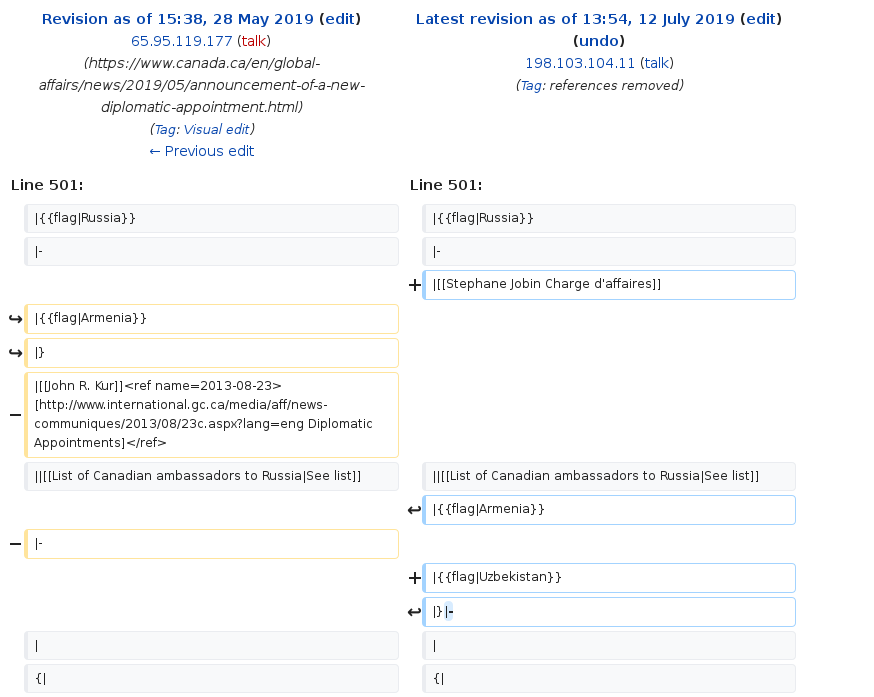 Revision as of 15:38, 28 May 2019 (edit)
65.95.119.177 (talk)
(https://www.canada.ca/en/global-
affairs/news/2019/05/announcement-of-a-new-
diplomatic-appointment.html)
(Tag: Visual edit)
← Previous edit
Latest revision as of 13:54, 12 July 2019 (edit)
(undo)
198.103.104.11 (talk)
(Tag: references removed)
Line 501:
Line 501:
|{{flag|Russia}}
|{{flag|Russia}}
|-
|-
+ |[[Stephane Jobin Charge d'affaires]]
↪ |{{flag|Armenia}}
↪ |}
− |[[John R. Kur]]<ref name=2013-08-23>
[http://www.international.gc.ca/media/aff/news-
communiques/2013/08/23c.aspx?lang=eng Diplomatic
Appointments]</ref>
||[[List of Canadian ambassadors to Russia|See list]]
||[[List of Canadian ambassadors to Russia|See list]]
↩ |{{flag|Armenia}}
− |-
+ |{{flag|Uzbekistan}}
↩ |}|-
|
|
{|
{|